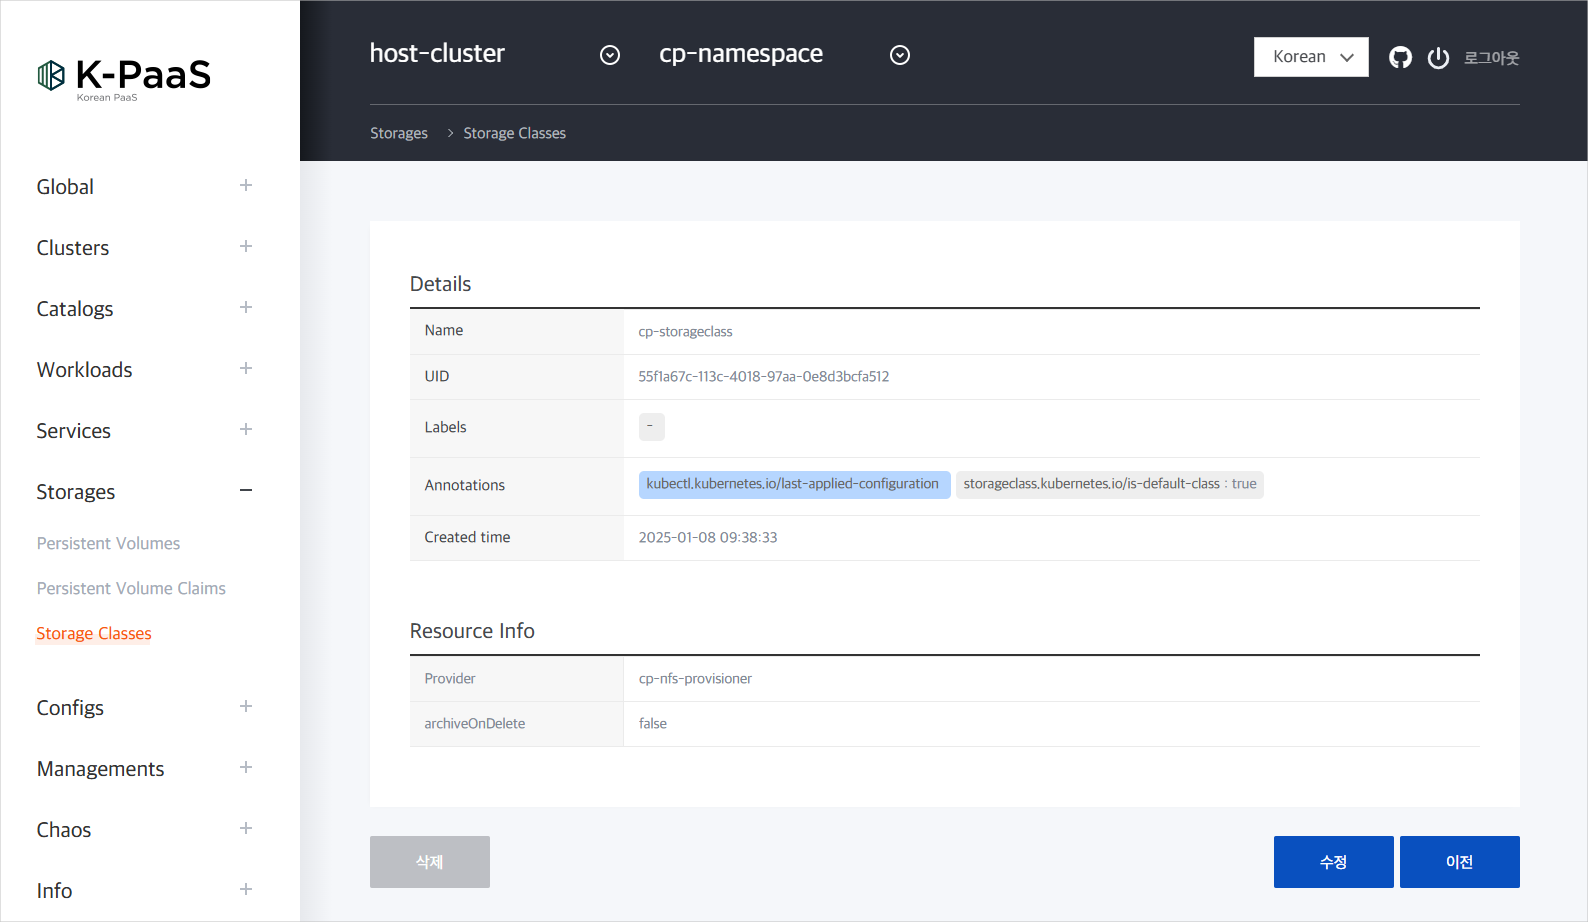 K-PaaS
Korean PaaS
host-cluster
cp-namespace
Korean
로그아웃
Storages > Storage Classes
Global
Clusters
Catalogs
Workloads
Services
Storages
Persistent Volumes
Persistent Volume Claims
Storage Classes
Configs
Managements
Chaos
Info
Details
Name cp-storageclass
UID 55f1a67c-113c-4018-97aa-0e8d3bcfa512
Labels -
Annotations kubectl.kubernetes.io/last-applied-configuration storageclass.kubernetes.io/is-default-class : true
Created time 2025-01-08 09:38:33
Resource Info
Provider cp-nfs-provisioner
archiveOnDelete false
삭제
수정
이전